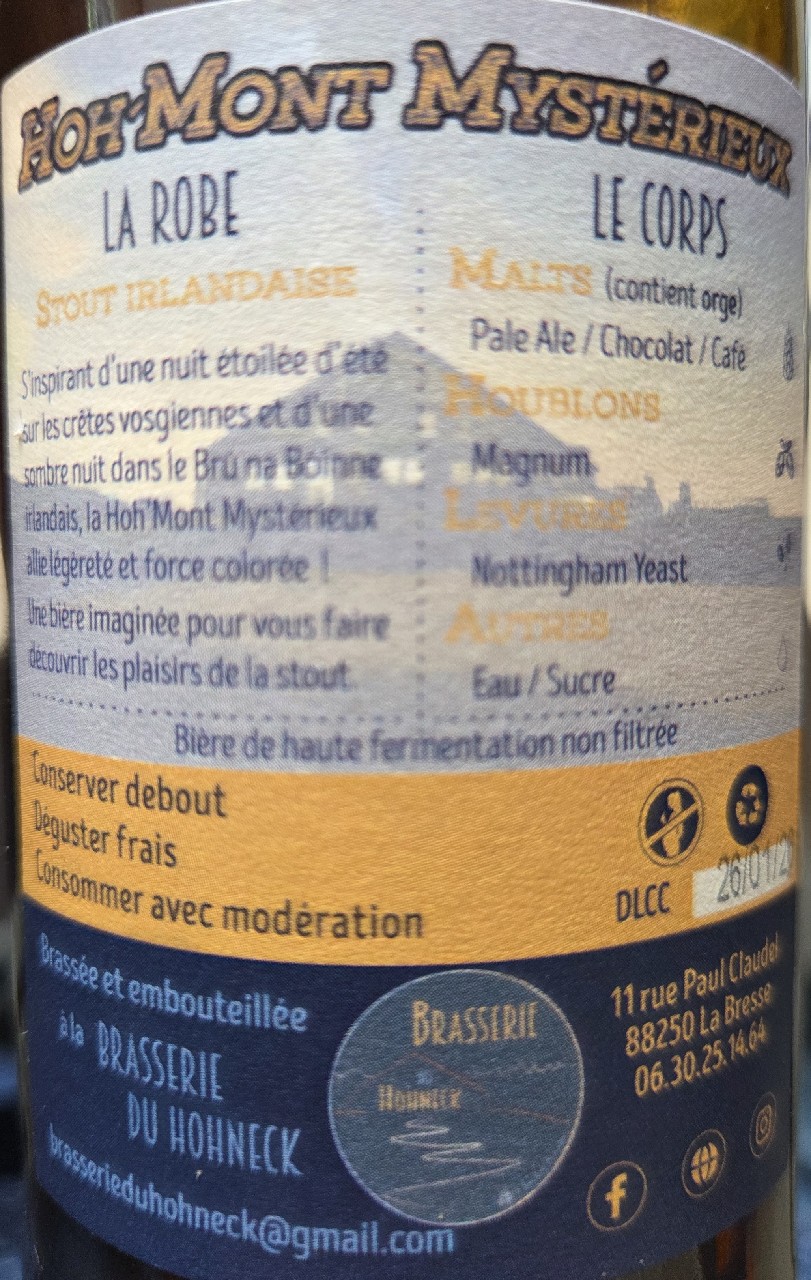 HOH'MONT MYSTÉRIEUX
LA ROBE
STOUT IRLANDAISE
S'inspirant d'une nuit étoilée d'été
sur les crêtes vosgiennes et d'une
sombre nuit dans le Brú na Bóinne
irlandais, la Hoh'Mont Mystérieux
allie légèreté et force colorée !
Une bière imaginée pour vous faire
découvrir les plaisirs de la stout.
LE CORPS
MALTS (contient orge)
Pale Ale / Chocolat / Café
HOUBLONS
Magnum
LEVURES
Nottingham Yeast
AUTRES
Eau / Sucre
Bière de haute fermentation non filtrée
Conserver debout
Déguster frais
Consommer avec modération
DLCC
Brassée et embouteillée
à la BRASSERIE
DU HOHNECK
brasserieduhohneck@gmail.com
BRASSERIE
HOHNECK
11 rue Paul Claudel
88250 La Bresse
06.30.25.14.64